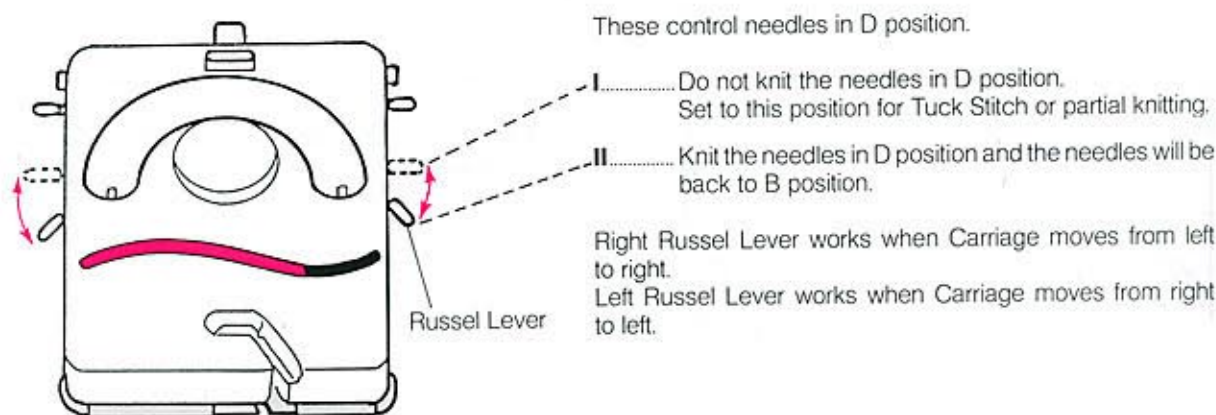 These control needles in D position.
I.............. Do not knit the needles in D position.
Set to this position for Tuck Stitch or partial knitting.
II............. Knit the needles in D position and the needles will be
back to B position.
Right Russel Lever works when Carriage moves from left
to right.
Left Russel Lever works when Carriage moves from right
to left.
Russel Lever